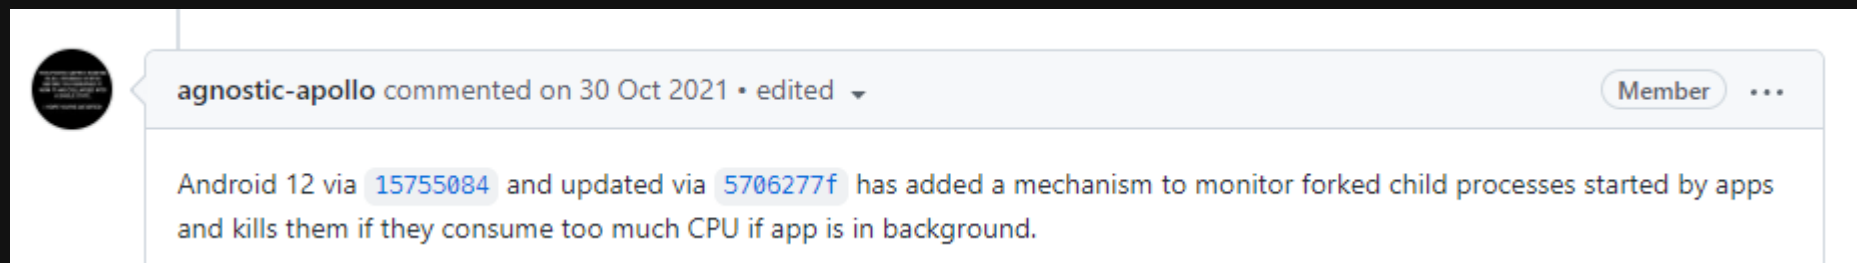 agnostic-apollo commented on 30 Oct 2021 • edited
Member
Android 12 via 15755084 and updated via 5706277f has added a mechanism to monitor forked child processes started by apps
and kills them if they consume too much CPU if app is in background.